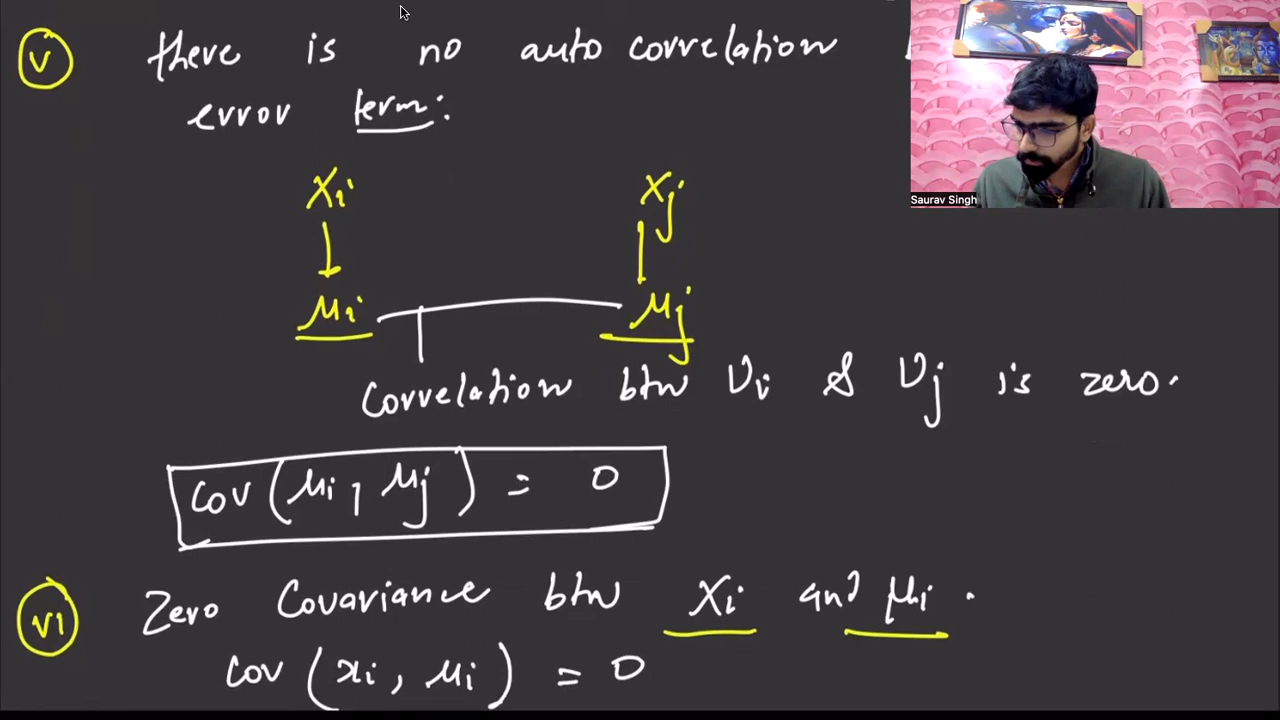 v there is no auto correlation
error term:
Xi Xj
μi μj
Correlation btw Ui & Uj is zero.
Cov (μi, μj) = 0
vi Zero Covariance btw Xi and μi.
Cov (xi, μi) = 0
Saurav Singh